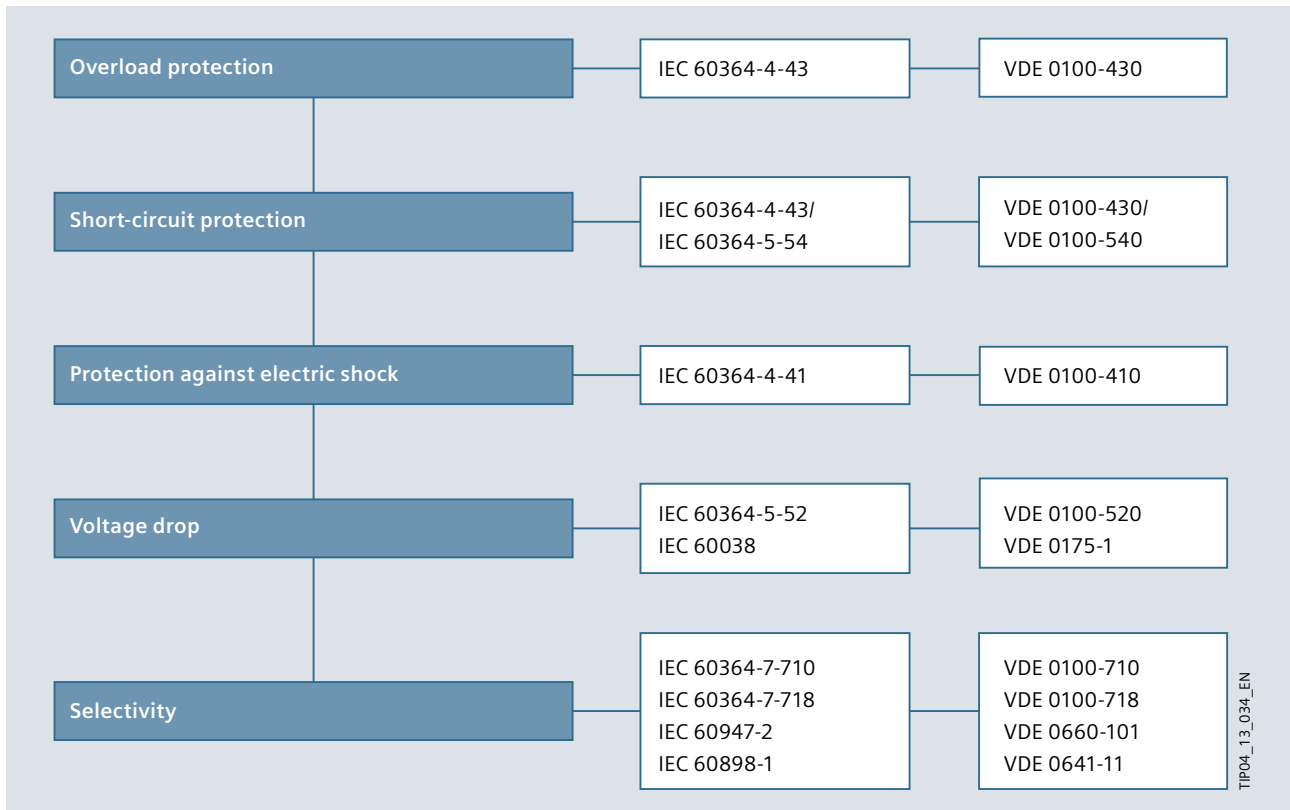 Overload protection
IEC 60364-4-43
VDE 0100-430
Short-circuit protection
IEC 60364-4-43/
IEC 60364-5-54
VDE 0100-430/
VDE 0100-540
Protection against electric shock
IEC 60364-4-41
VDE 0100-410
Voltage drop
IEC 60364-5-52
IEC 60038
VDE 0100-520
VDE 0175-1
Selectivity
IEC 60364-7-710
IEC 60364-7-718
IEC 60947-2
IEC 60898-1
VDE 0100-710
VDE 0100-718
VDE 0660-101
VDE 0641-11
TIP04_13_034_EN